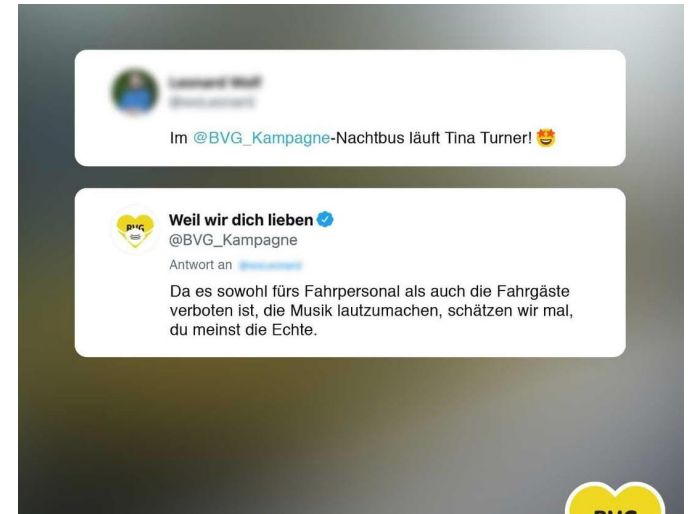 Im @BVG_Kampagne-Nachtbus läuft Tina Turner! 🤩
BVG
Weil wir dich lieben
@BVG_Kampagne
Antwort an
Da es sowohl fürs Fahrpersonal als auch die Fahrgäste
verboten ist, die Musik lautzumachen, schätzen wir mal,
du meinst die Echte.
BVG